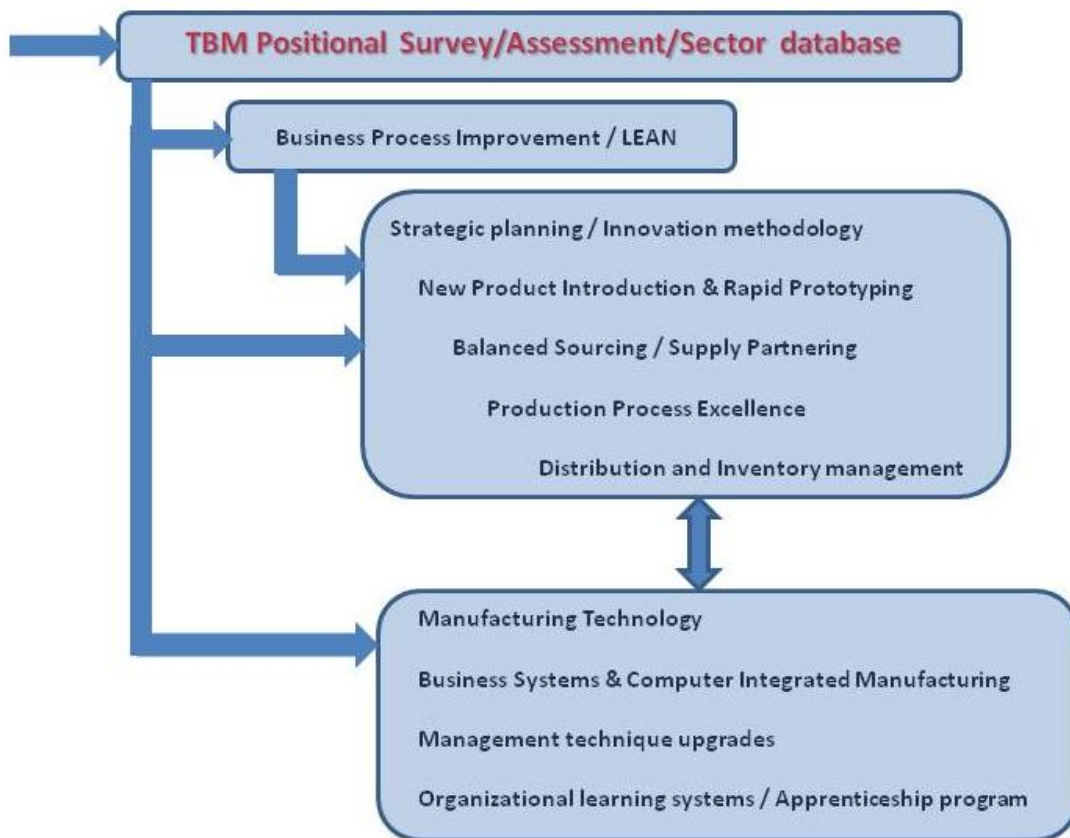 TBM Positional Survey/Assessment/Sector database
Business Process Improvement / LEAN
Strategic planning / Innovation methodology
New Product Introduction & Rapid Prototyping
Balanced Sourcing / Supply Partnering
Production Process Excellence
Distribution and Inventory management
Manufacturing Technology
Business Systems & Computer Integrated Manufacturing
Management technique upgrades
Organizational learning systems / Apprenticeship program